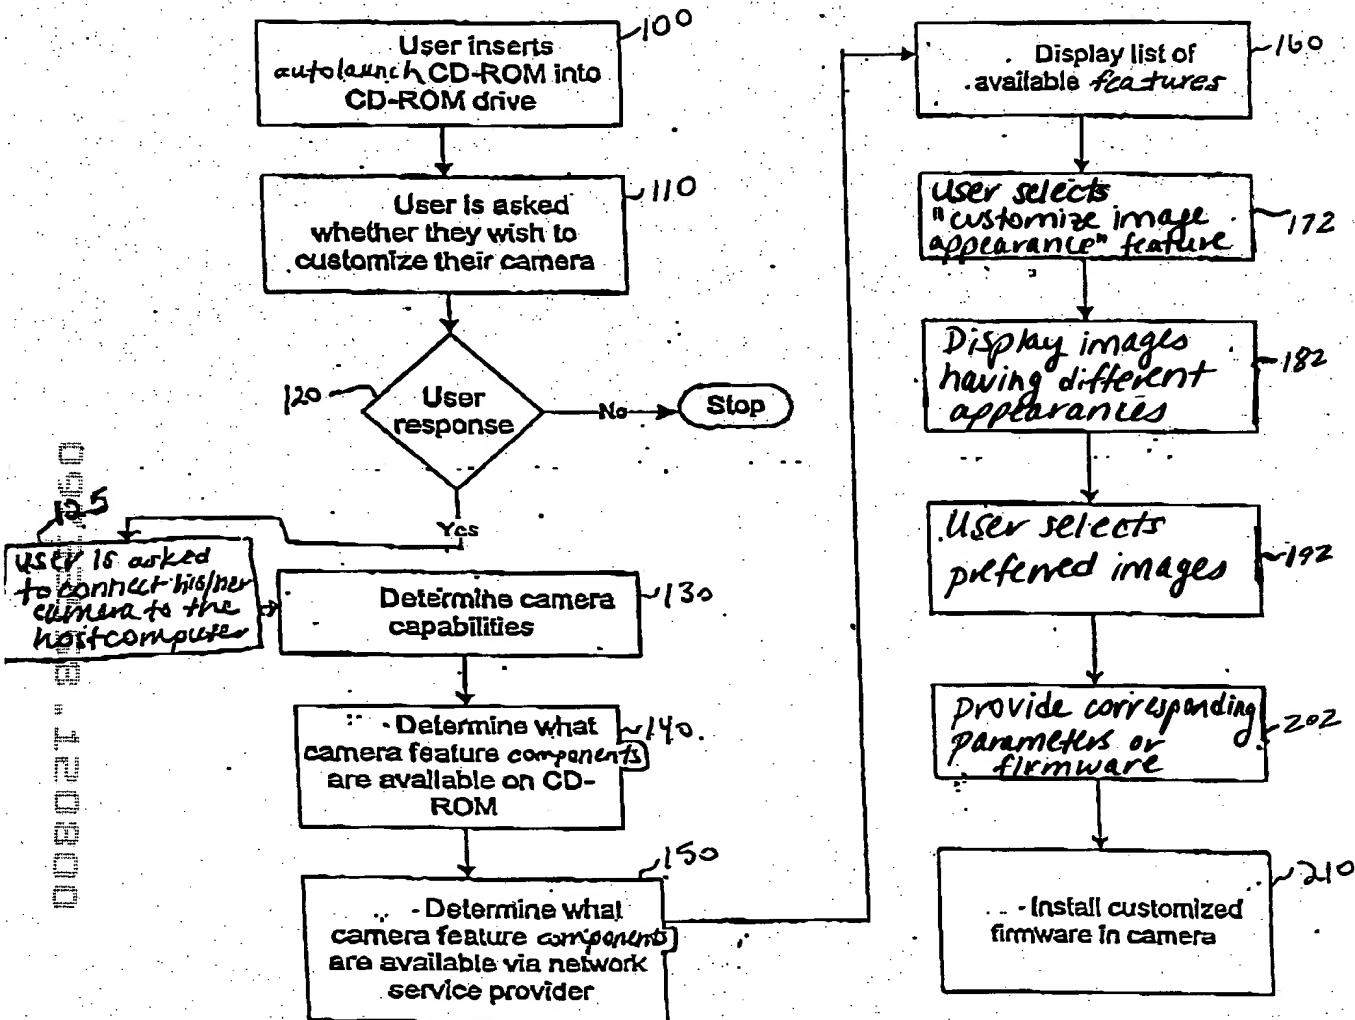 100
User inserts
autolaunch CD-ROM into
CD-ROM drive
110
User is asked
whether they wish to
customize their camera
120
User
response
No
Stop
Yes
125
user is asked
to connect his/her
camera to the
host computer
130
Determine camera
capabilities
140
Determine what
camera feature components
are available on CD-
ROM
150
Determine what
camera feature components
are available via network
service provider
160
Display list of
available features
172
User selects
"customize image
appearance" feature
182
Display images
having different
appearances
192
User selects
preferred images
202
provide corresponding
parameters or
firmware
210
Install customized
firmware in camera